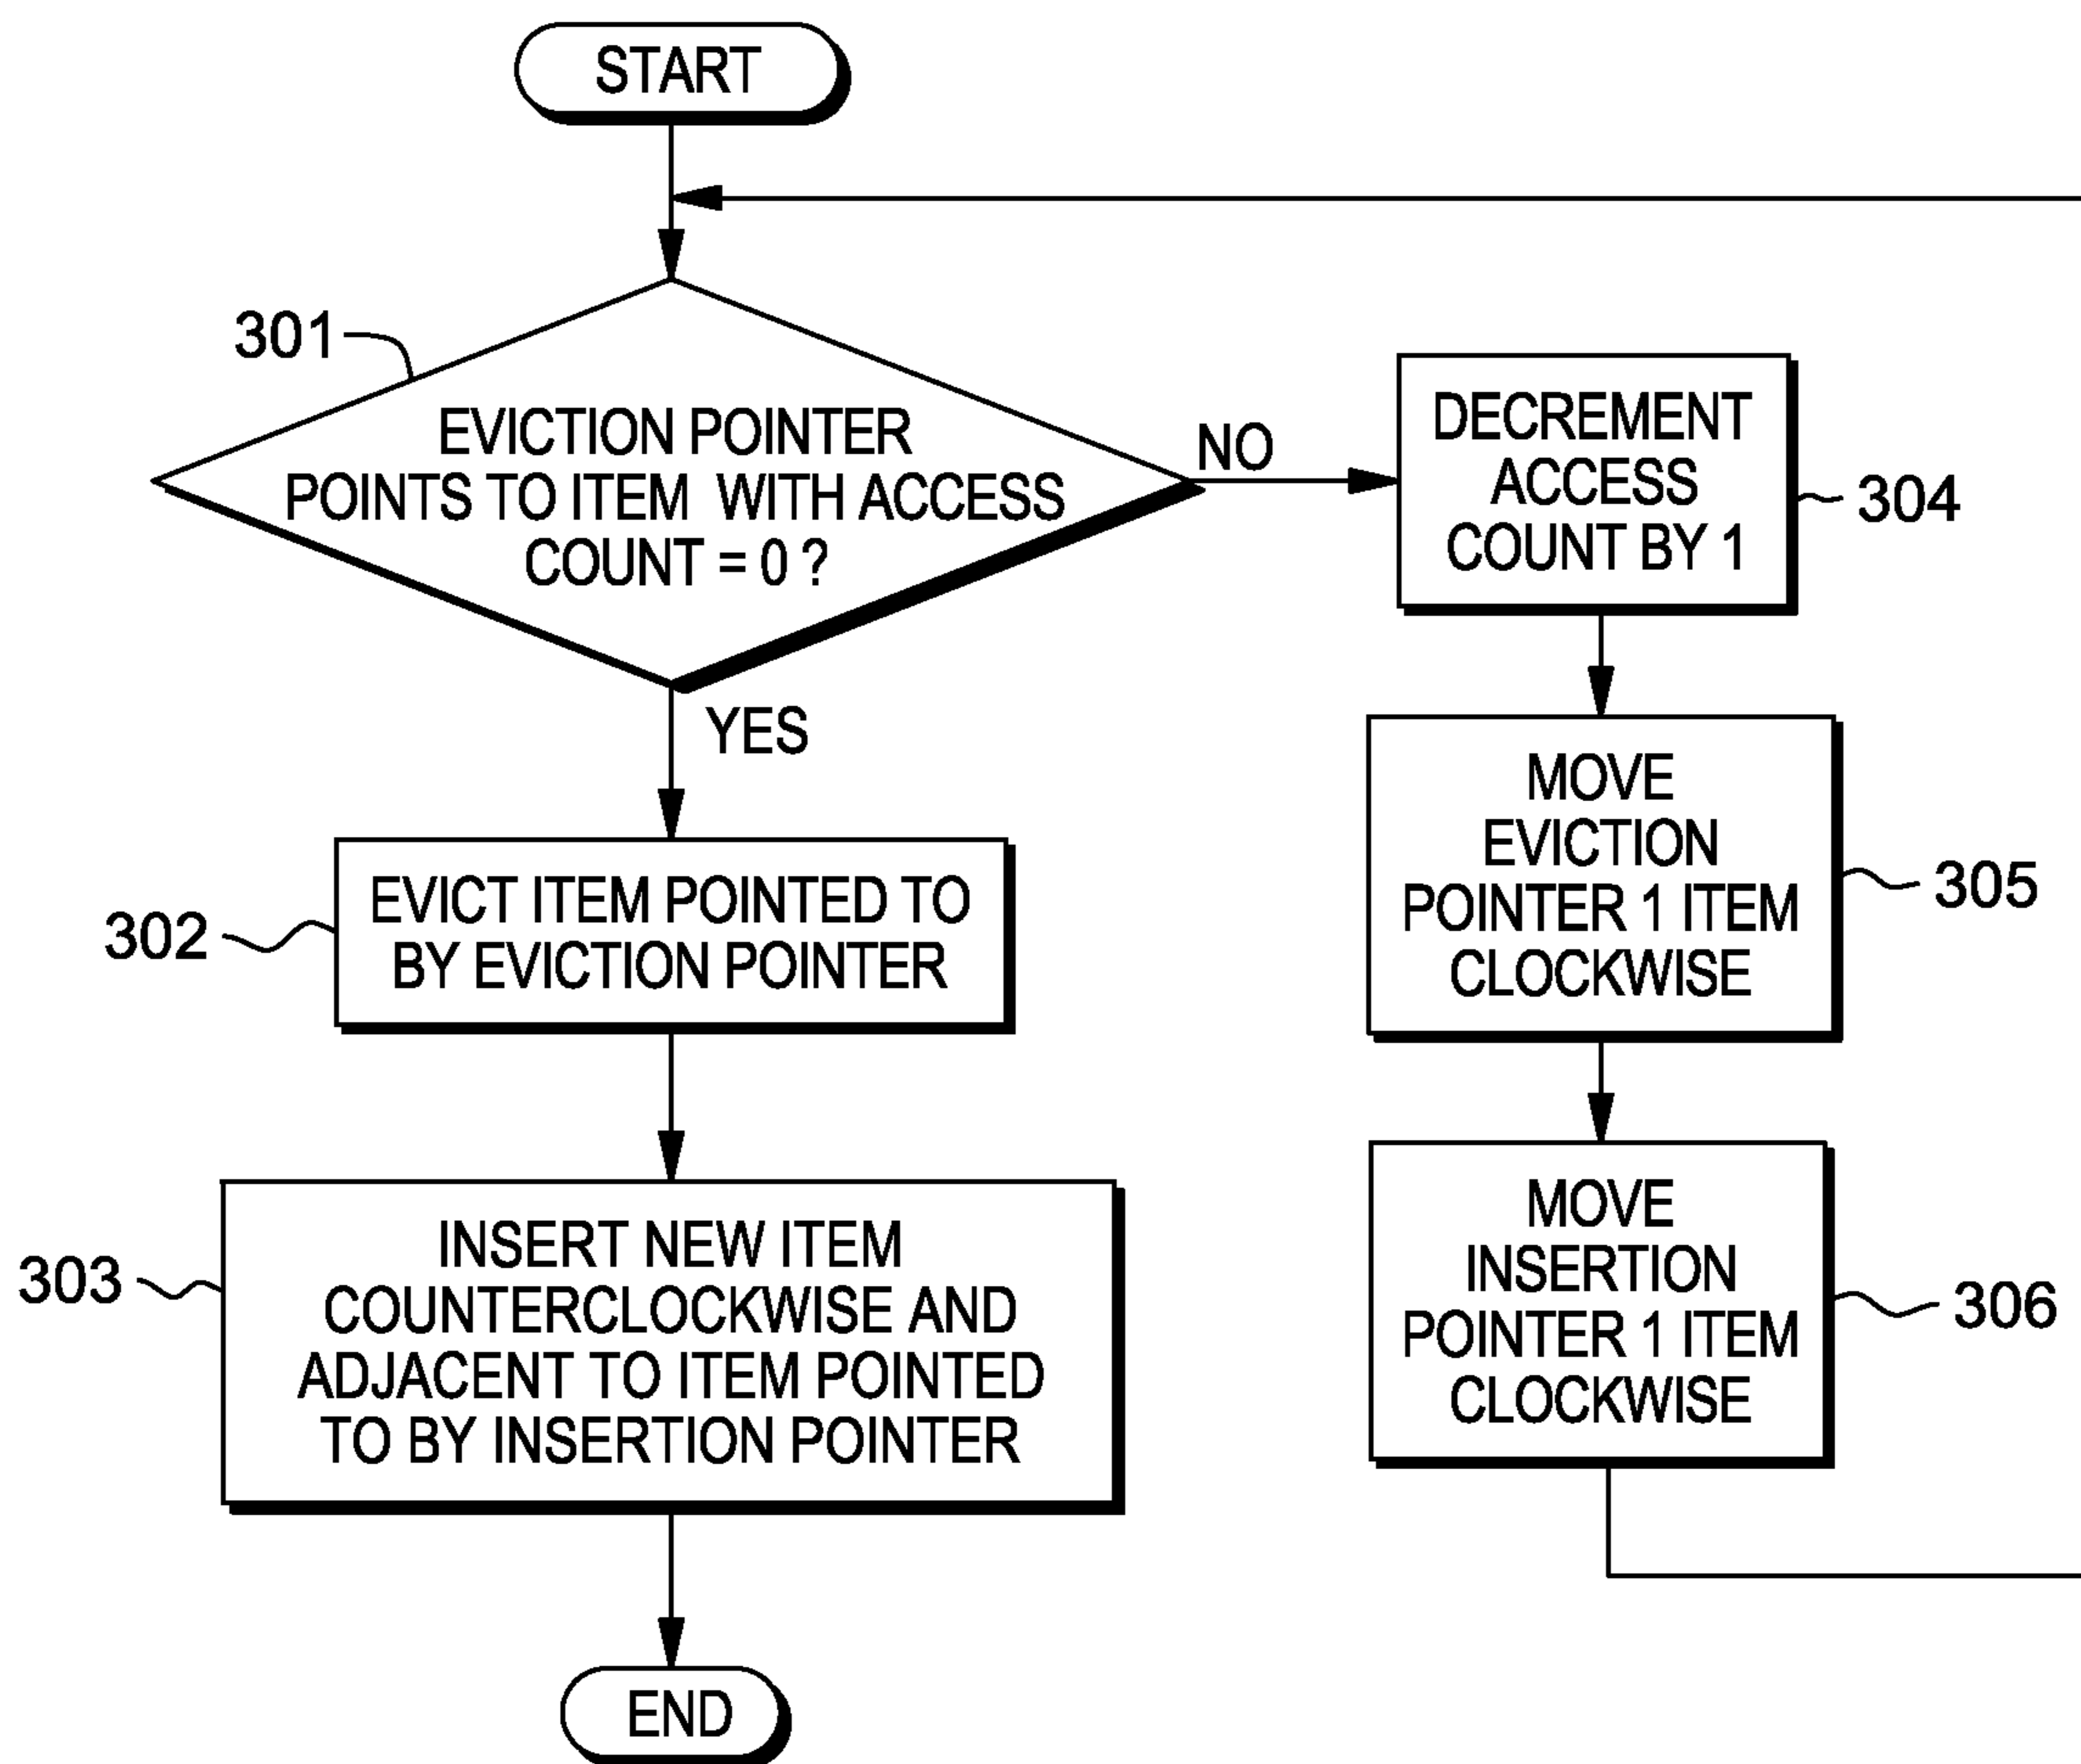 START
301
EVICTION POINTER
POINTS TO ITEM WITH ACCESS
COUNT = 0 ?
NO
YES
302
EVICT ITEM POINTED TO
BY EVICTION POINTER
303
INSERT NEW ITEM
COUNTERCLOCKWISE AND
ADJACENT TO ITEM POINTED
TO BY INSERTION POINTER
END
DECREMENT
ACCESS
COUNT BY 1
304
MOVE
EVICTION
POINTER 1 ITEM
CLOCKWISE
305
MOVE
INSERTION
POINTER 1 ITEM
CLOCKWISE
306